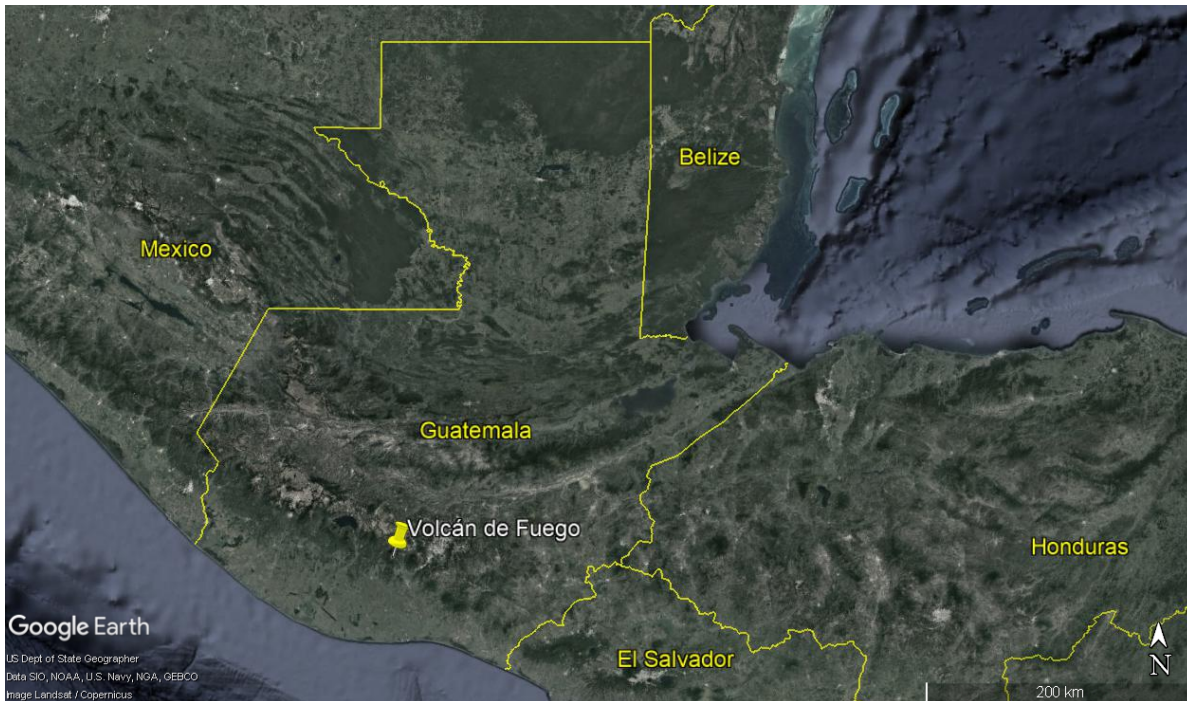 Belize
Mexico
Guatemala
Volcán de Fuego
Honduras
Google Earth
El Salvador
US Dept of State Geographer
Data SIO, NOAA, U.S. Navy, NGA, GEBCO
Image Landsat / Copernicus
N
200 km